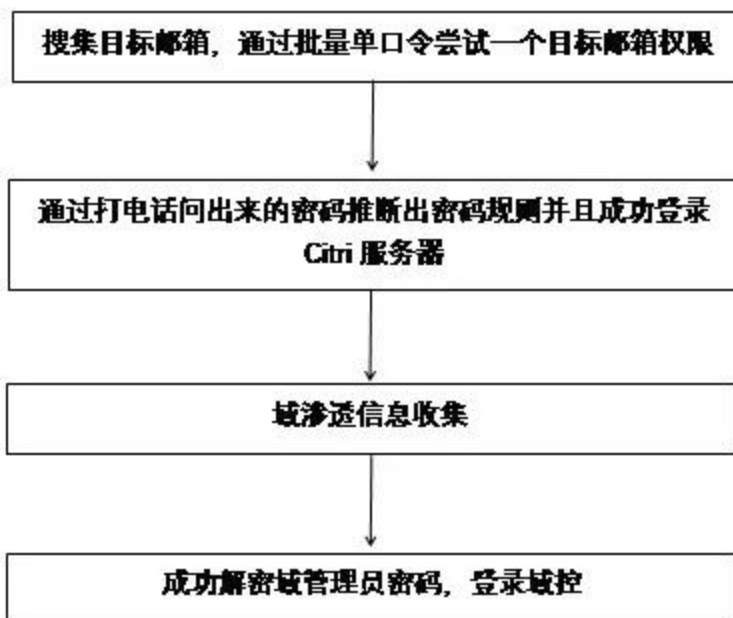 搜集目标邮箱，通过批量单口令尝试一个目标邮箱权限
通过打电话问出来的密码推断出密码规则并且成功登录
Citri 服务器
域渗透信息收集
成功解密域管理员密码，登录域控